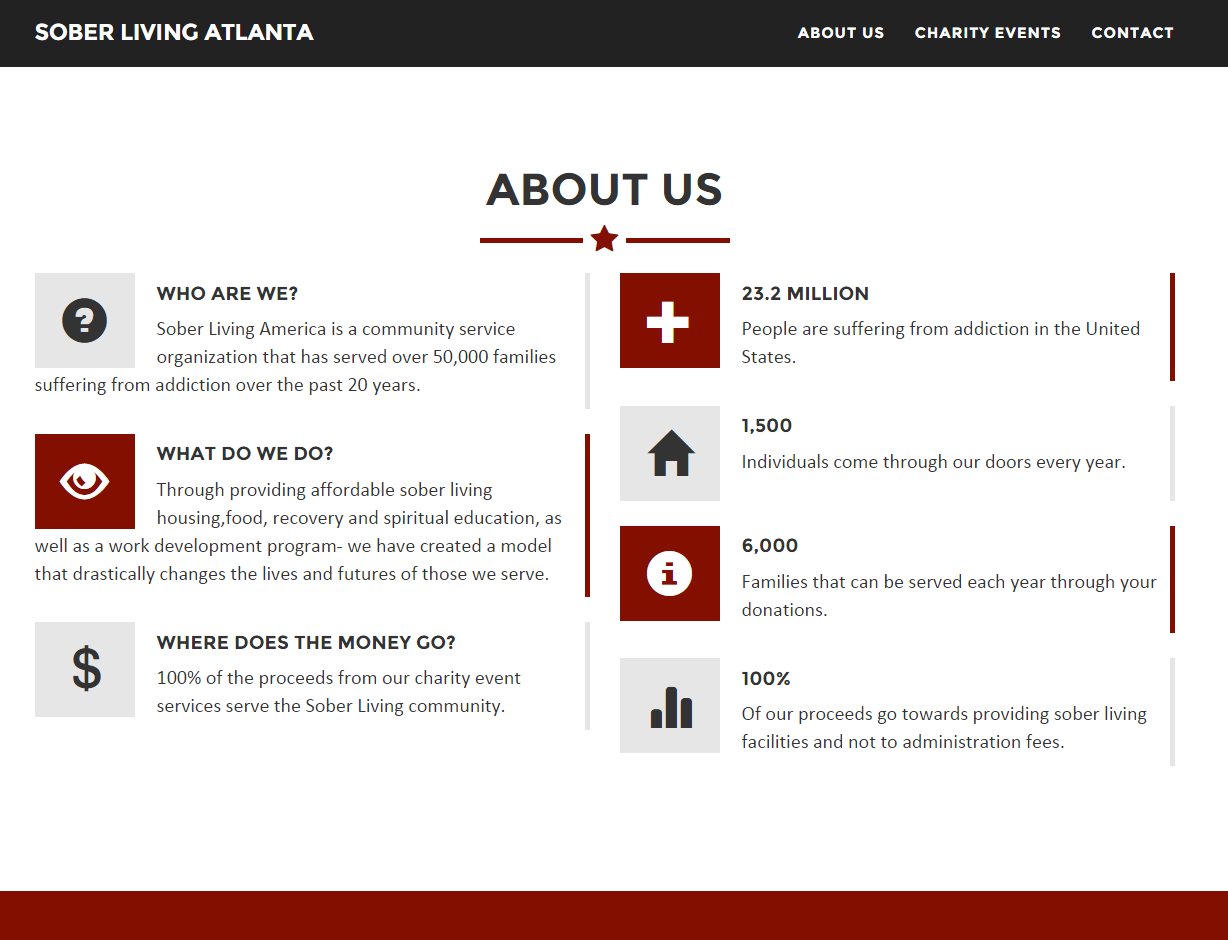 SOBER LIVING ATLANTA
ABOUT US CHARITY EVENTS CONTACT
ABOUT US
WHO ARE WE?
Sober Living America is a community service
organization that has served over 50,000 families
suffering from addiction over the past 20 years.
WHAT DO WE DO?
Through providing affordable sober living
housing,food, recovery and spiritual education, as
well as a work development program- we have created a model
that drastically changes the lives and futures of those we serve.
WHERE DOES THE MONEY GO?
100% of the proceeds from our charity event
services serve the Sober Living community.
23.2 MILLION
People are suffering from addiction in the United
States.
1,500
Individuals come through our doors every year.
6,000
Families that can be served each year through your
donations.
100%
Of our proceeds go towards providing sober living
facilities and not to administration fees.